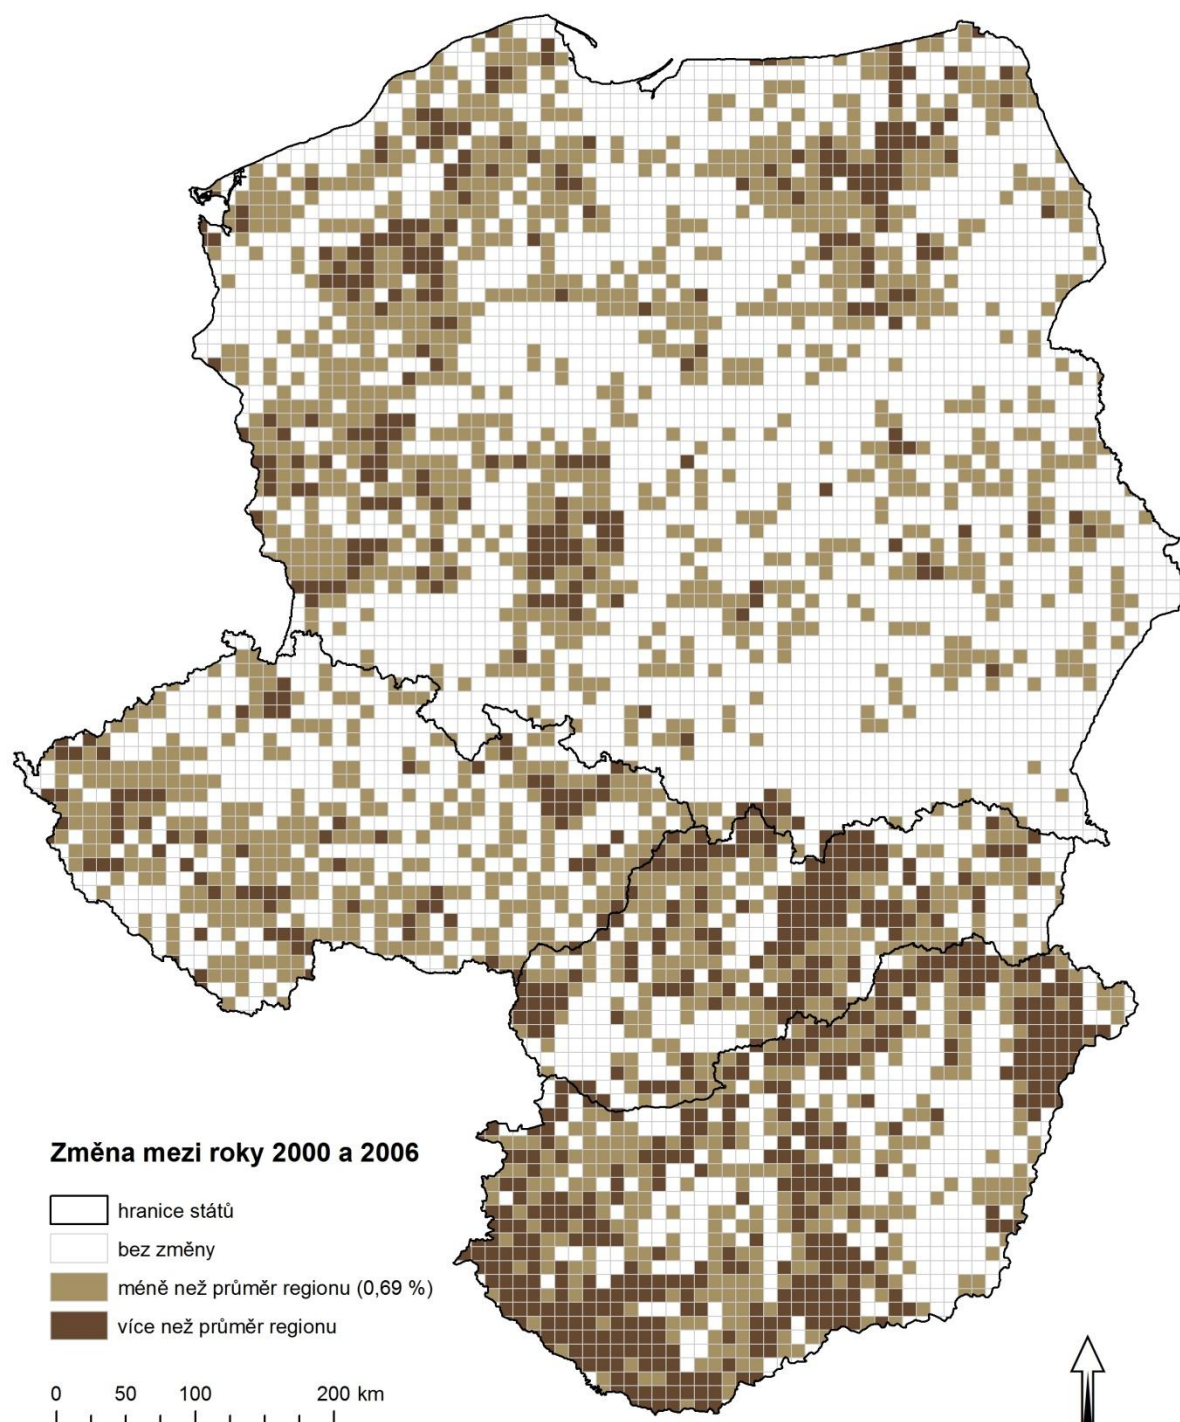 Změna mezi roky 2000 a 2006
hranice států
bez změny
méně než průměr regionu (0,69 %)
více než průměr regionu
0 50 100 200 km